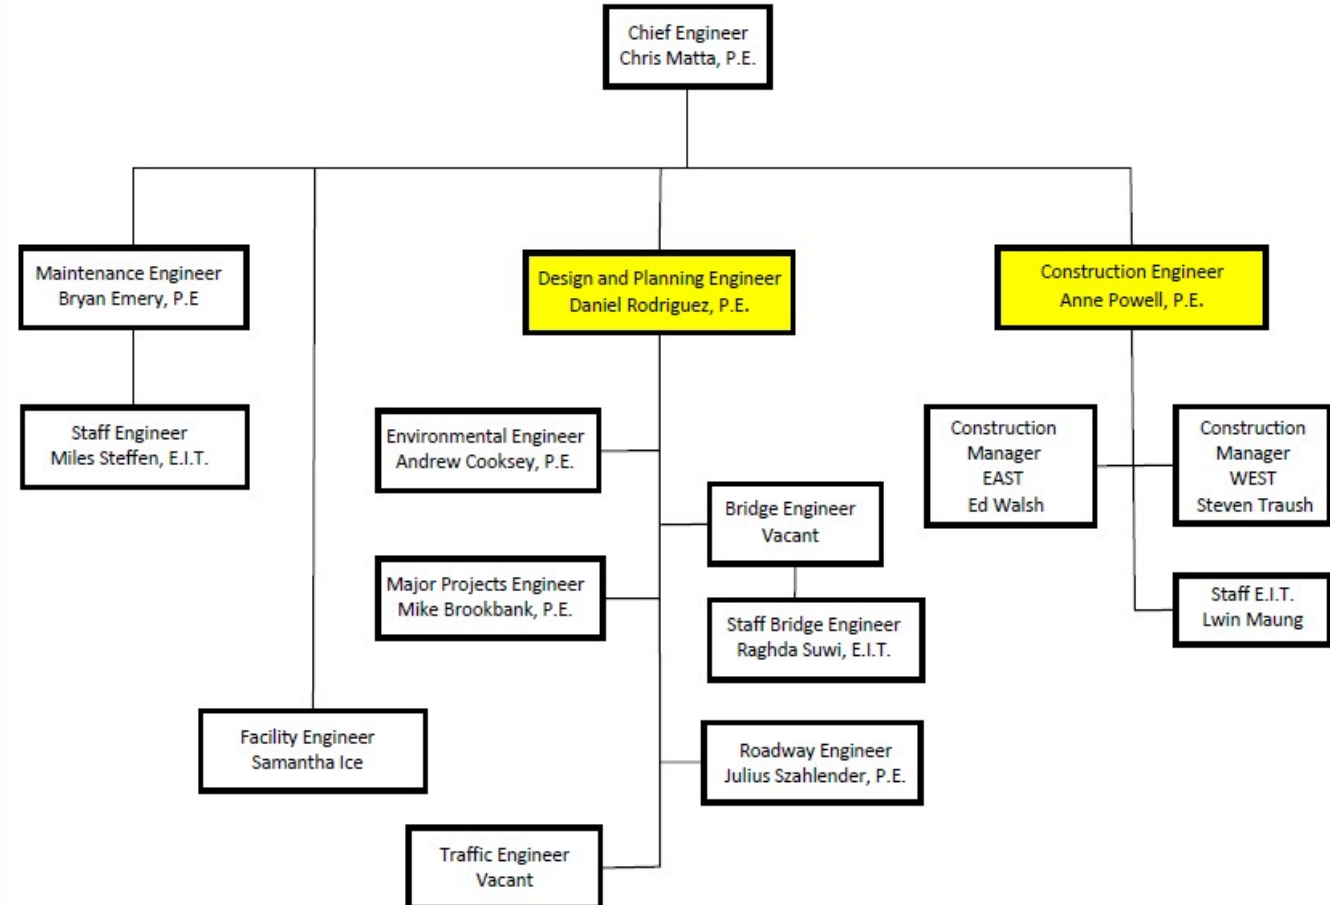 Chief Engineer
Chris Matta, P.E.
Maintenance Engineer
Bryan Emery, P.E
Design and Planning Engineer
Daniel Rodriguez, P.E.
Construction Engineer
Anne Powell, P.E.
Staff Engineer
Miles Steffen, E.I.T.
Environmental Engineer
Andrew Cooksey, P.E.
Construction
Manager
EAST
Ed Walsh
Construction
Manager
WEST
Steven Traush
Bridge Engineer
Vacant
Major Projects Engineer
Mike Brookbank, P.E.
Staff Bridge Engineer
Raghda Suwi, E.I.T.
Staff E.I.T.
Lwin Maung
Facility Engineer
Samantha Ice
Roadway Engineer
Julius Szahlender, P.E.
Traffic Engineer
Vacant